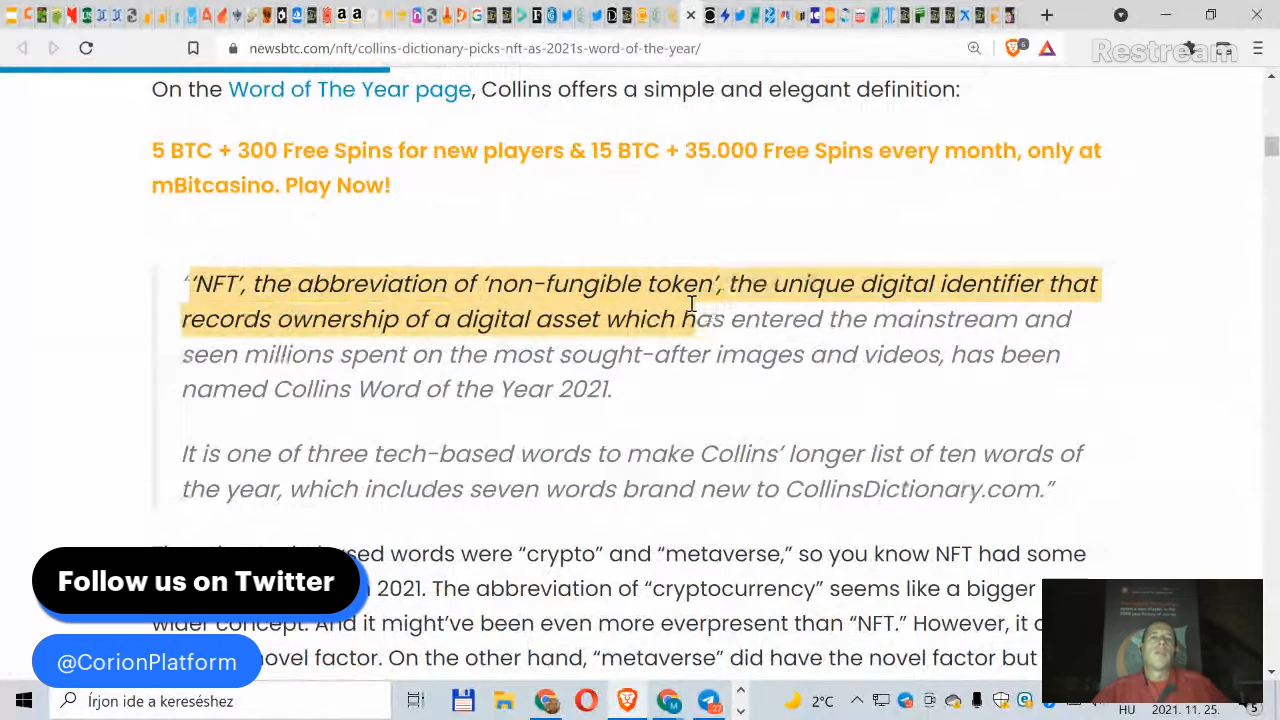 newsbtc.com/nft/collins-dictionary-picks-nft-as-2021s-word-of-the-year/
Restream
On the Word of The Year page, Collins offers a simple and elegant definition:
5 BTC + 300 Free Spins for new players & 15 BTC + 35.000 Free Spins every month, only at
mBitcasino. Play Now!
“‘NFT’, the abbreviation of ‘non-fungible token’, the unique digital identifier that
records ownership of a digital asset which has entered the mainstream and
seen millions spent on the most sought-after images and videos, has been
named Collins Word of the Year 2021.
It is one of three tech-based words to make Collins’ longer list of ten words of
the year, which includes seven words brand new to CollinsDictionary.com.”
words were “crypto” and “metaverse,” so you know NFT had some
2021. The abbreviation of “cryptocurrency” seems like a bigger
wider concept. And it might’ve been even more everpresent than “NFT.” However, it
novel factor. On the other hand, “metaverse” did have the novel factor but
Follow us on Twitter
@CorionPlatform
Írjon ide a kereséshez
2°C
HU
2021. 11. 25.